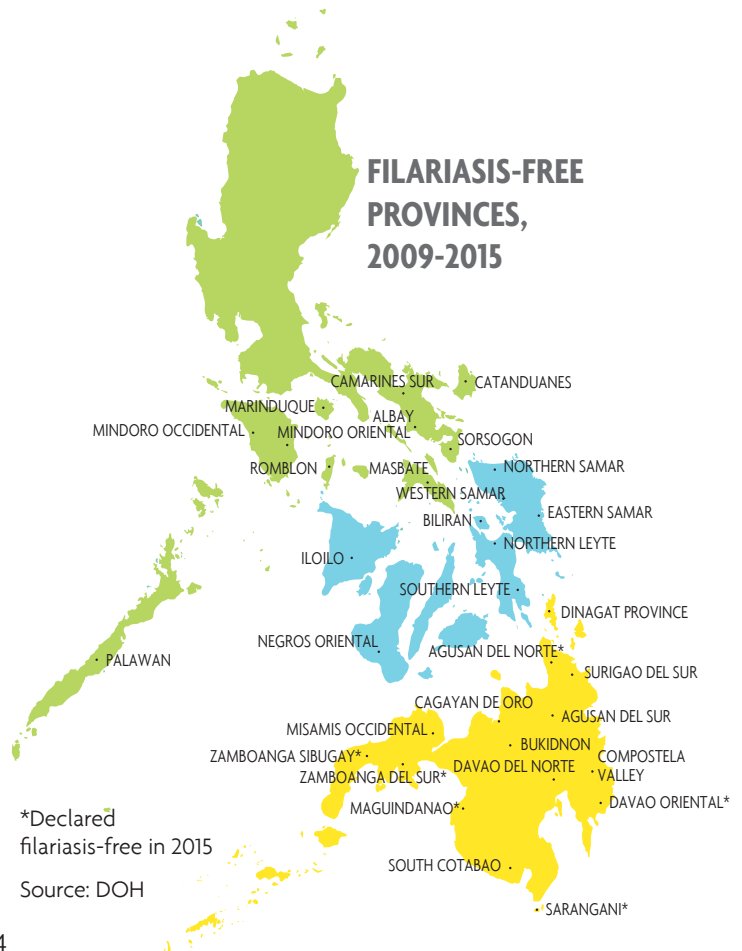 FILARIASIS-FREE
PROVINCES,
2009-2015
CAMARINES SUR
CATANDUANES
MARINDUQUE
ALBAY
MINDORO OCCIDENTAL
MINDORO ORIENTAL
SORSOGON
ROMBLON
MASBATE
NORTHERN SAMAR
WESTERN SAMAR
BILIRAN
EASTERN SAMAR
NORTHERN LEYTE
ILOILO
SOUTHERN LEYTE
DINAGAT PROVINCE
NEGROS ORIENTAL
AGUSAN DEL NORTE*
PALAWAN
SURIGAO DEL SUR
CAGAYAN DE ORO
AGUSAN DEL SUR
MISAMIS OCCIDENTAL
BUKIDNON
ZAMBOANGA SIBUGAY*
DAVAO DEL NORTE
COMPOSTELA
VALLEY
ZAMBOANGA DEL SUR*
MAGUINDANAO*
DAVAO ORIENTAL*
SOUTH COTABAO
SARANGANI*
*Declared
filariasis-free in 2015
Source: DOH
4